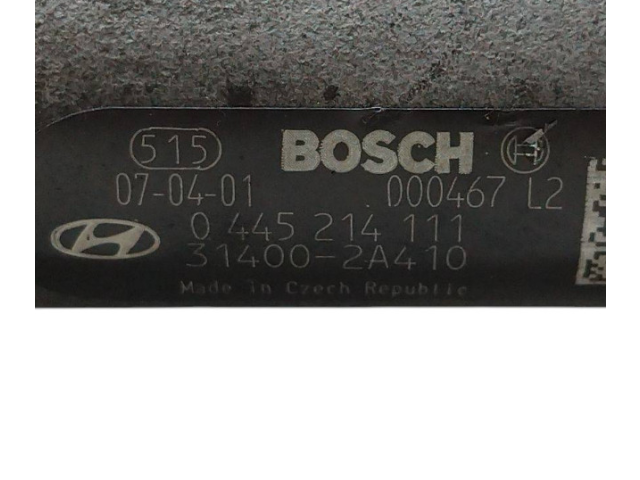 515 BOSCH
07-04-01 000467 L2
0 445 214 111
31400-2A410
Made in Czech Republic